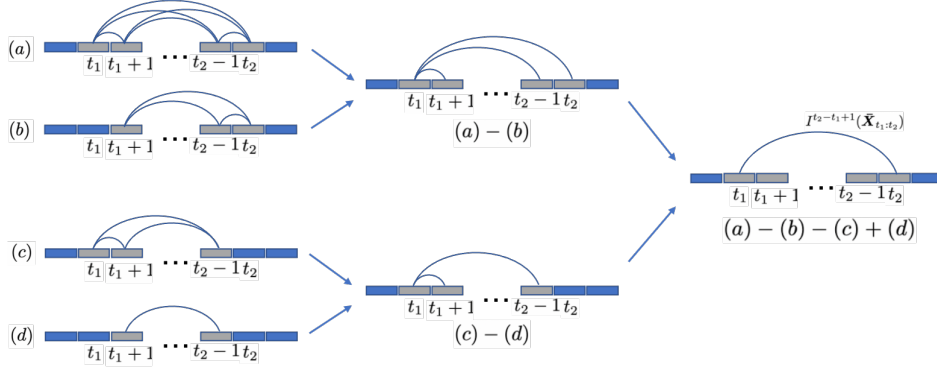 (a)
t₁ t₁ + 1 ... t₂ − 1 t₂
(b)
t₁ t₁ + 1 ... t₂ − 1 t₂
t₁ t₁ + 1 ... t₂ − 1 t₂
(a) − (b)
I^{t₂−t₁+1}(X̄_{t₁:t₂})
t₁ t₁ + 1 ... t₂ − 1 t₂
(a) − (b) − (c) + (d)
(c)
t₁ t₁ + 1 ... t₂ − 1 t₂
(d)
t₁ t₁ + 1 ... t₂ − 1 t₂
t₁ t₁ + 1 ... t₂ − 1 t₂
(c) − (d)